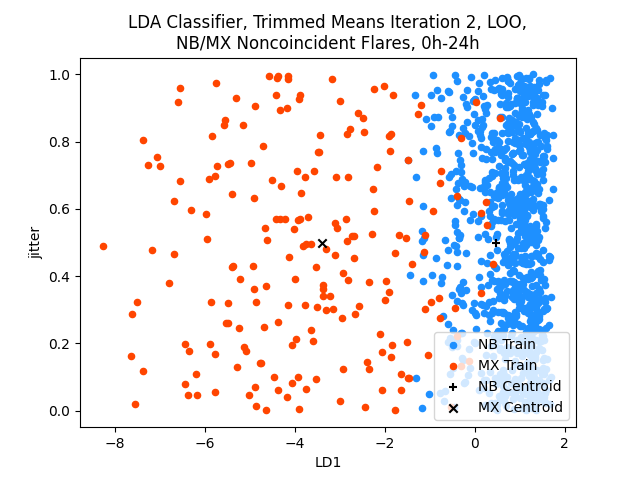 LDA Classifier, Trimmed Means Iteration 2, LOO,
NB/MX Noncoincident Flares, 0h-24h
1.0
0.8
0.6
0.4
0.2
0.0
jitter
NB Train
MX Train
NB Centroid
MX Centroid
−8
−6
−4
−2
0
2
LD1